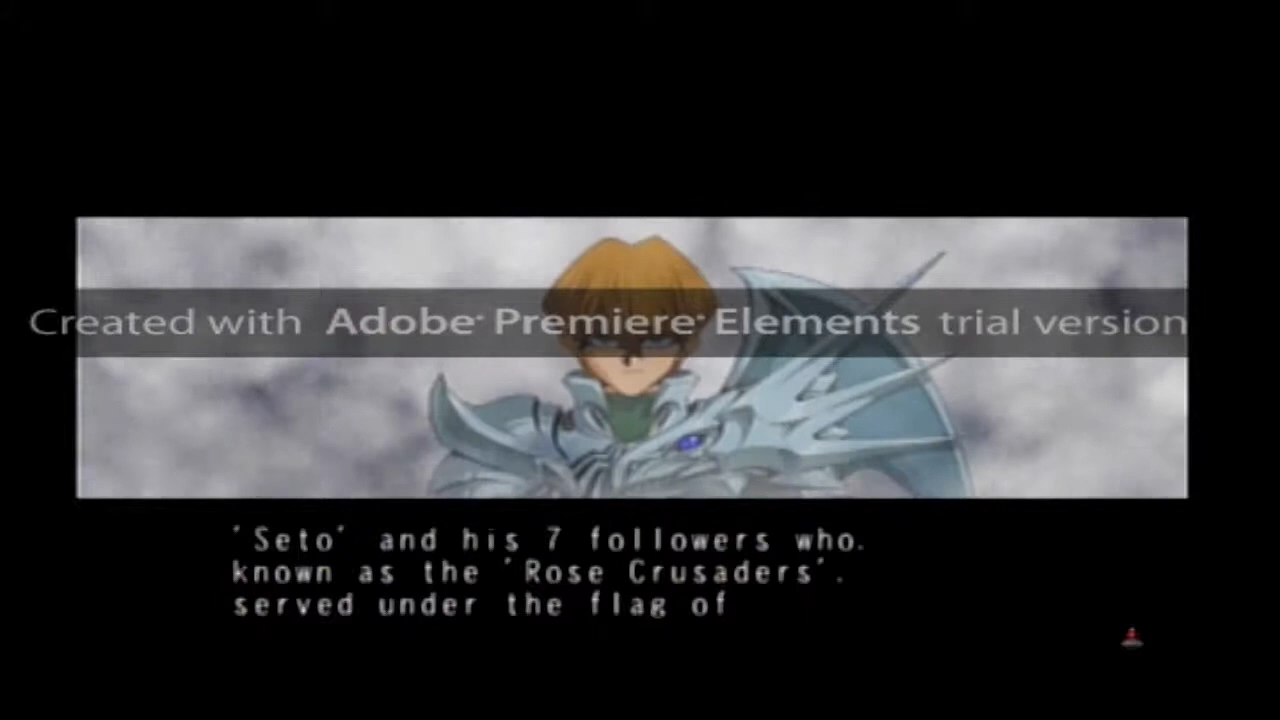 Created with Adobe® Premiere® Elements trial version
'Seto' and his 7 followers who.
known as the 'Rose Crusaders'.
served under the flag of